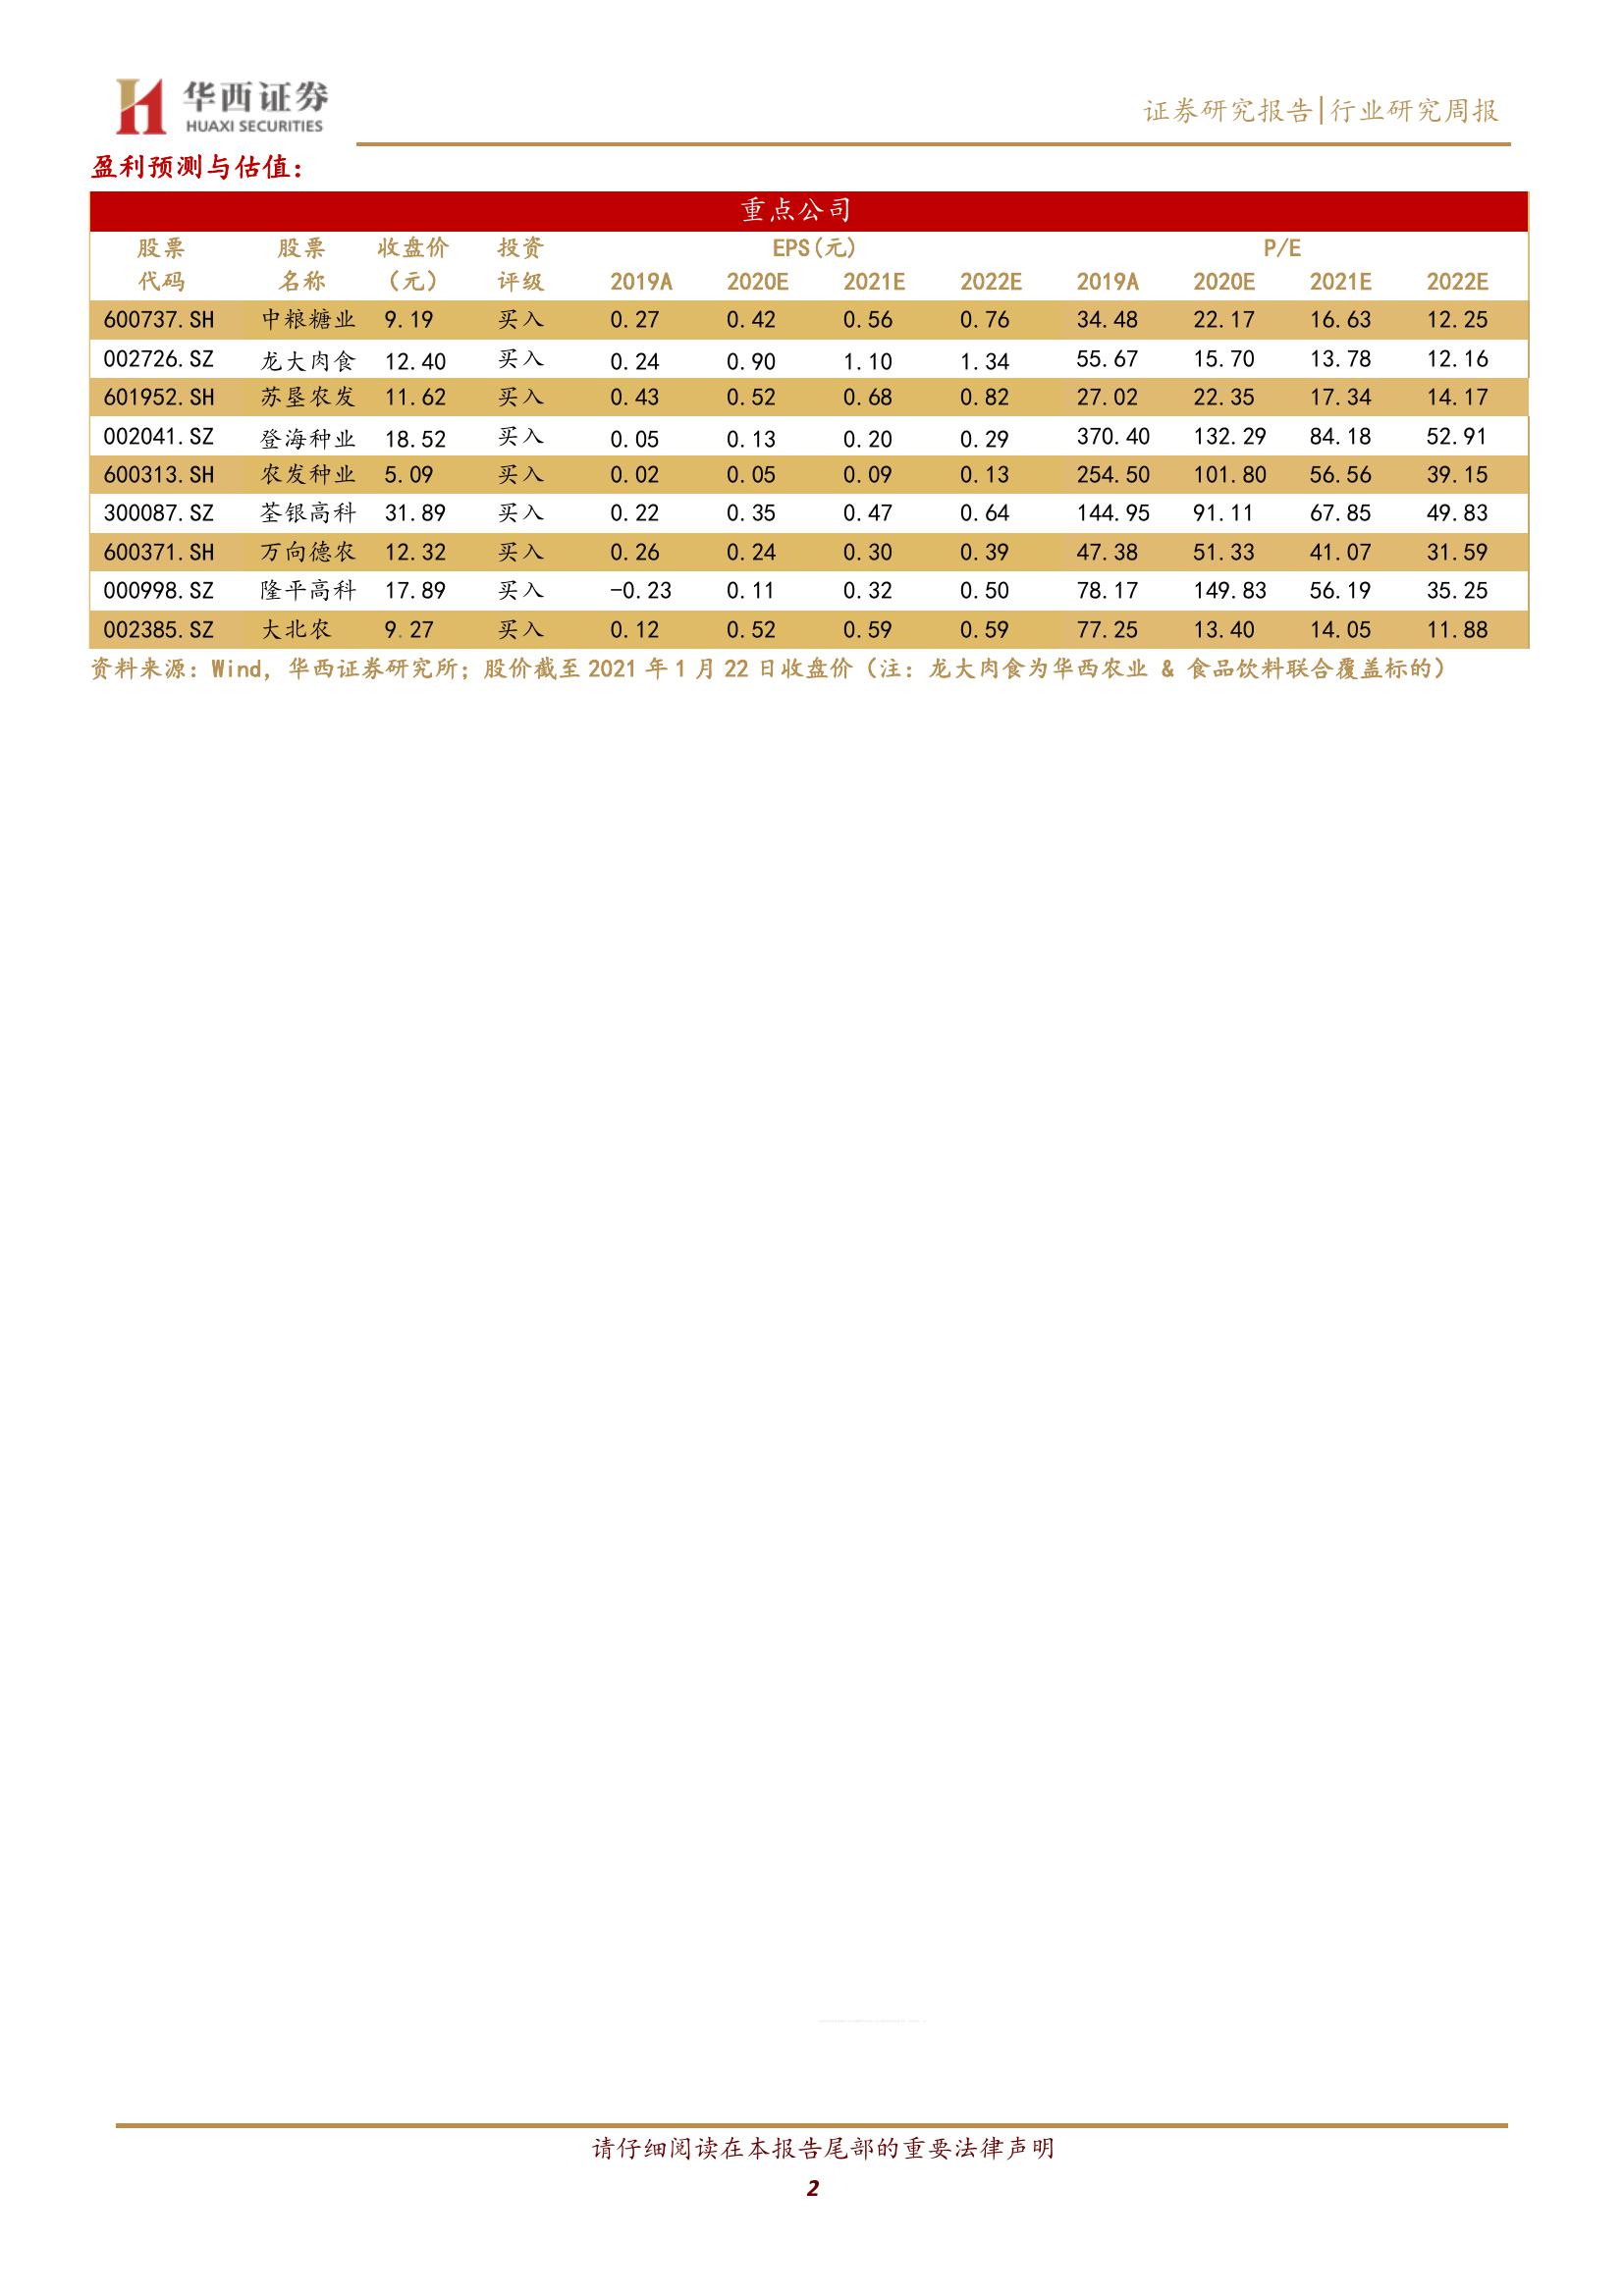 华西证券
HUAXI SECURITIES
证券研究报告|行业研究周报
盈利预测与估值：
重点公司
股票 股票 收盘价 投资 EPS(元) P/E
代码 名称 （元） 评级 2019A 2020E 2021E 2022E 2019A 2020E 2021E 2022E
600737.SH 中粮糖业 9.19 买入 0.27 0.42 0.56 0.76 34.48 22.17 16.63 12.25
002726.SZ 龙大肉食 12.40 买入 0.24 0.90 1.10 1.34 55.67 15.70 13.78 12.16
601952.SH 苏垦农发 11.62 买入 0.43 0.52 0.68 0.82 27.02 22.35 17.34 14.17
002041.SZ 登海种业 18.52 买入 0.05 0.13 0.20 0.29 370.40 132.29 84.18 52.91
600313.SH 农发种业 5.09 买入 0.02 0.05 0.09 0.13 254.50 101.80 56.56 39.15
300087.SZ 荃银高科 31.89 买入 0.22 0.35 0.47 0.64 144.95 91.11 67.85 49.83
600371.SH 万向德农 12.32 买入 0.26 0.24 0.30 0.39 47.38 51.33 41.07 31.59
000998.SZ 隆平高科 17.89 买入 -0.23 0.11 0.32 0.50 78.17 149.83 56.19 35.25
002385.SZ 大北农 9.27 买入 0.12 0.52 0.59 0.59 77.25 13.40 14.05 11.88
资料来源：Wind，华西证券研究所；股价截至 2021 年 1 月 22 日收盘价（注：龙大肉食为华西农业 & 食品饮料联合覆盖标的）
请仔细阅读在本报告尾部的重要法律声明
2